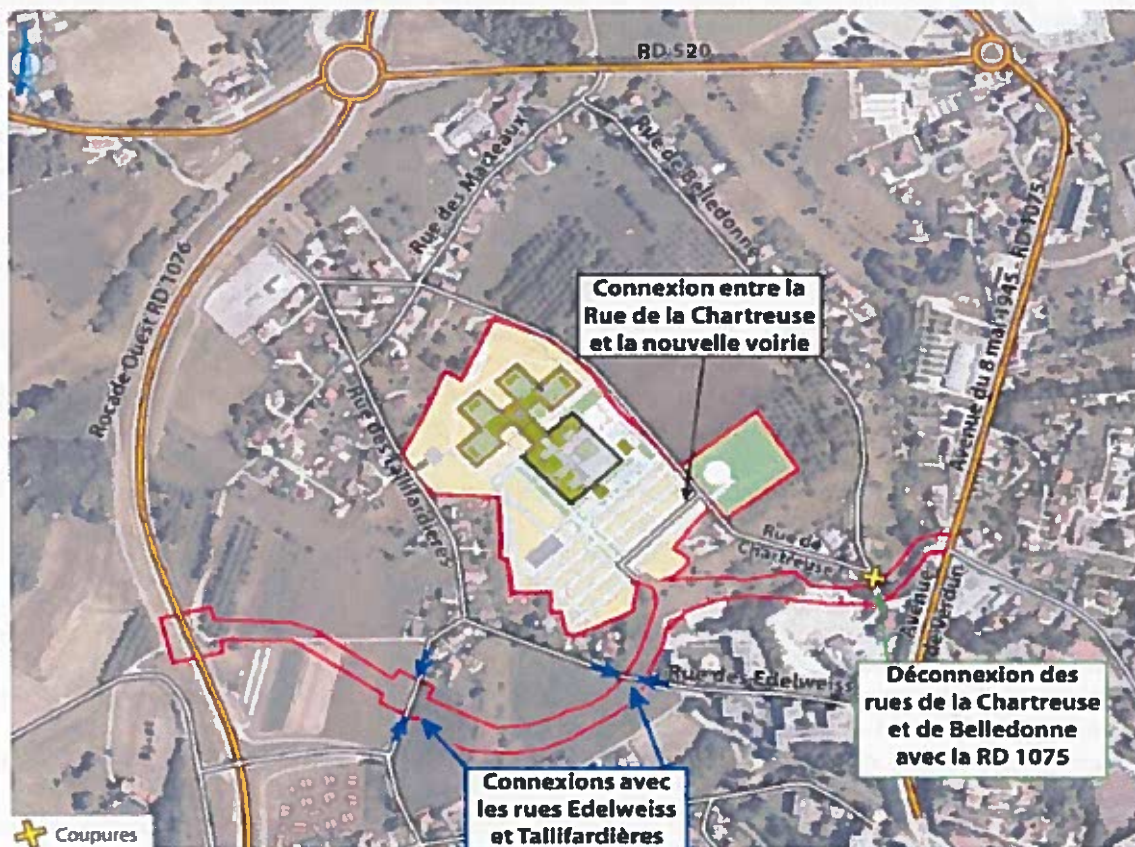 RD 520
Rue des Matteaux
Rue de Belledonne
Avenue du 8 mai 1945 - RD 1075
Rocade Ouest RD 1076
Connexion entre la
Rue de la Chartreuse
et la nouvelle voirie
Rue des Tallifardières
Rue de
Chartreuse
Avenue
de Verdun
Rue des Edelweiss
Déconnexion des
rues de la Chartreuse
et de Belledonne
avec la RD 1075
Connexions avec
les rues Edelweiss
et Tallifardières
Coupures